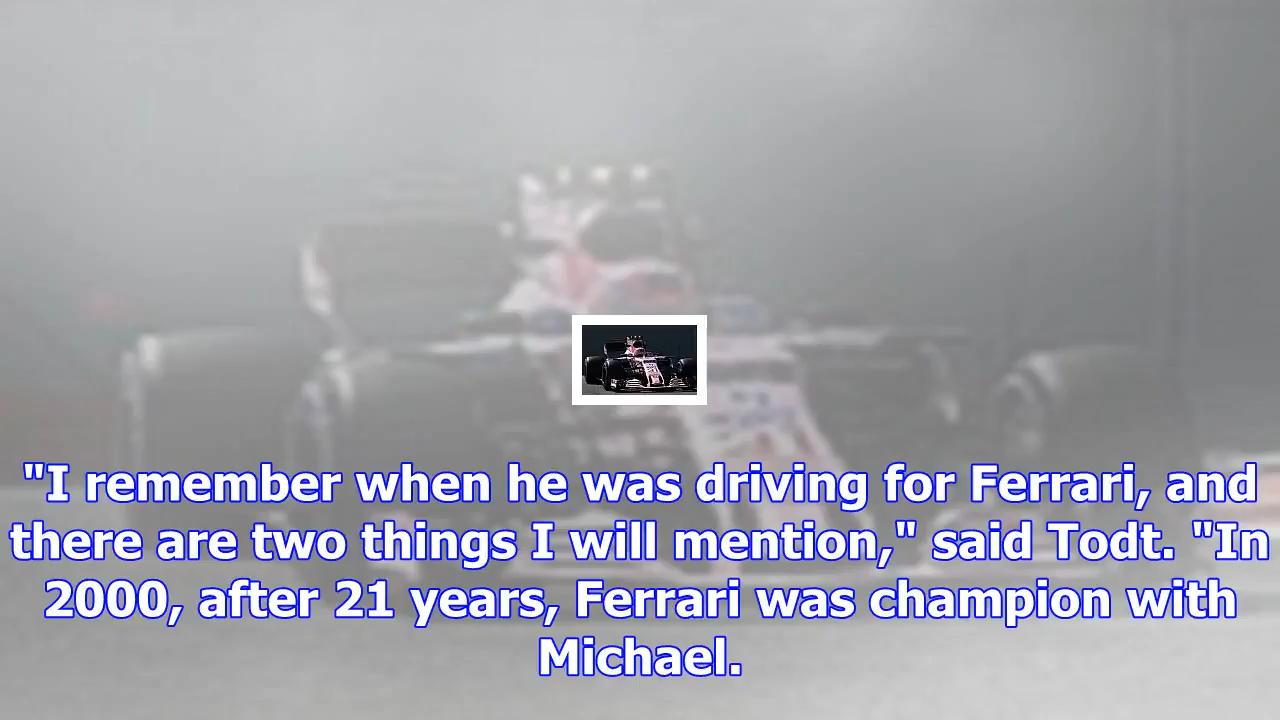 "I remember when he was driving for Ferrari, and
there are two things I will mention," said Todt. "In
2000, after 21 years, Ferrari was champion with
Michael.